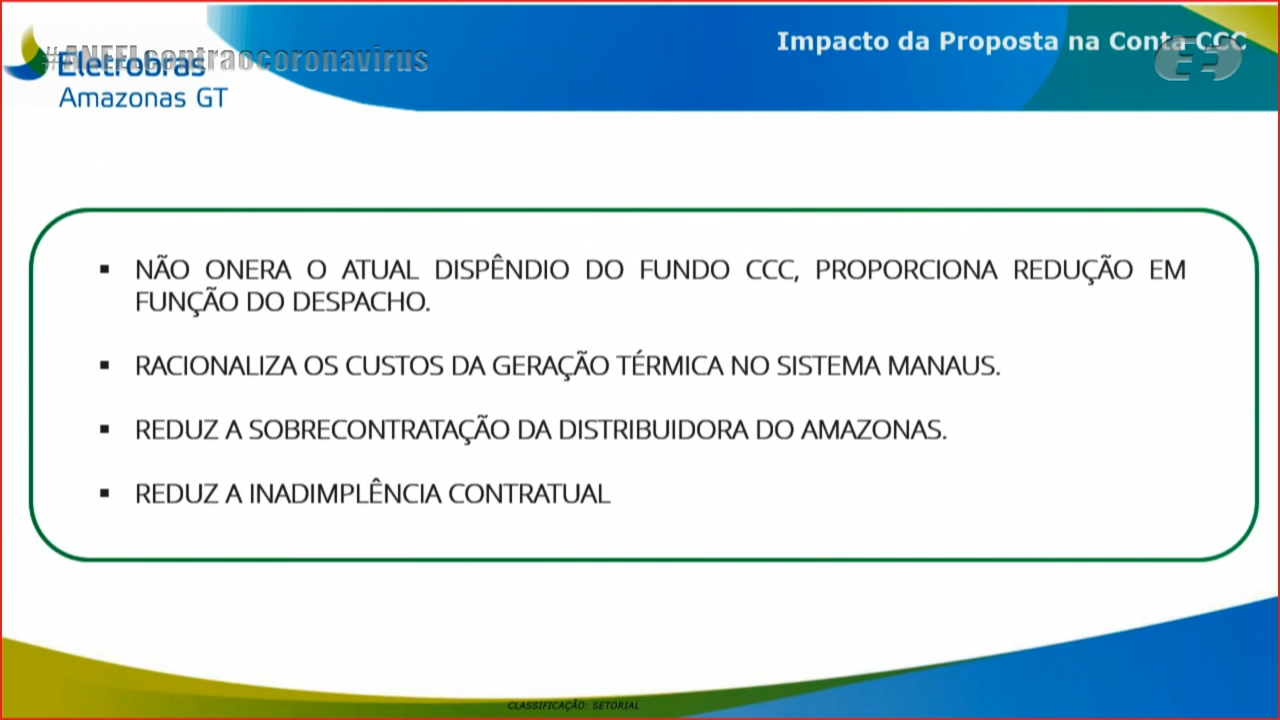 Impacto da Proposta na Conta CCC
#ANEELcontraocoronavirus
Eletrobras
Amazonas GT
▪ NÃO ONERA O ATUAL DISPÊNDIO DO FUNDO CCC, PROPORCIONA REDUÇÃO EM
FUNÇÃO DO DESPACHO.
▪ RACIONALIZA OS CUSTOS DA GERAÇÃO TÉRMICA NO SISTEMA MANAUS.
▪ REDUZ A SOBRECONTRATAÇÃO DA DISTRIBUIDORA DO AMAZONAS.
▪ REDUZ A INADIMPLÊNCIA CONTRATUAL
CLASSIFICAÇÃO: SETORIAL